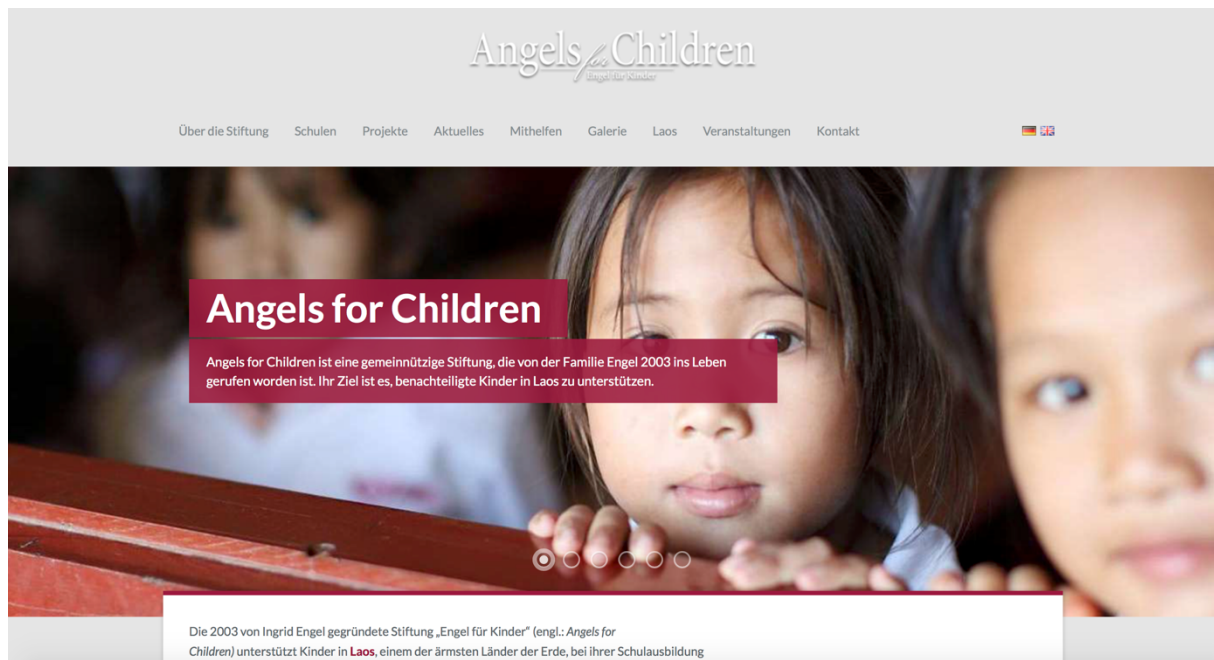 Angels for Children
Engel für Kinder
Über die Stiftung Schulen Projekte Aktuelles Mithelfen Galerie Laos Veranstaltungen Kontakt
Angels for Children
Angels for Children ist eine gemeinnützige Stiftung, die von der Familie Engel 2003 ins Leben
gerufen worden ist. Ihr Ziel ist es, benachteiligte Kinder in Laos zu unterstützen.
Die 2003 von Ingrid Engel gegründete Stiftung „Engel für Kinder“ (engl.: Angels for
Children) unterstützt Kinder in Laos, einem der ärmsten Länder der Erde, bei ihrer Schulausbildung